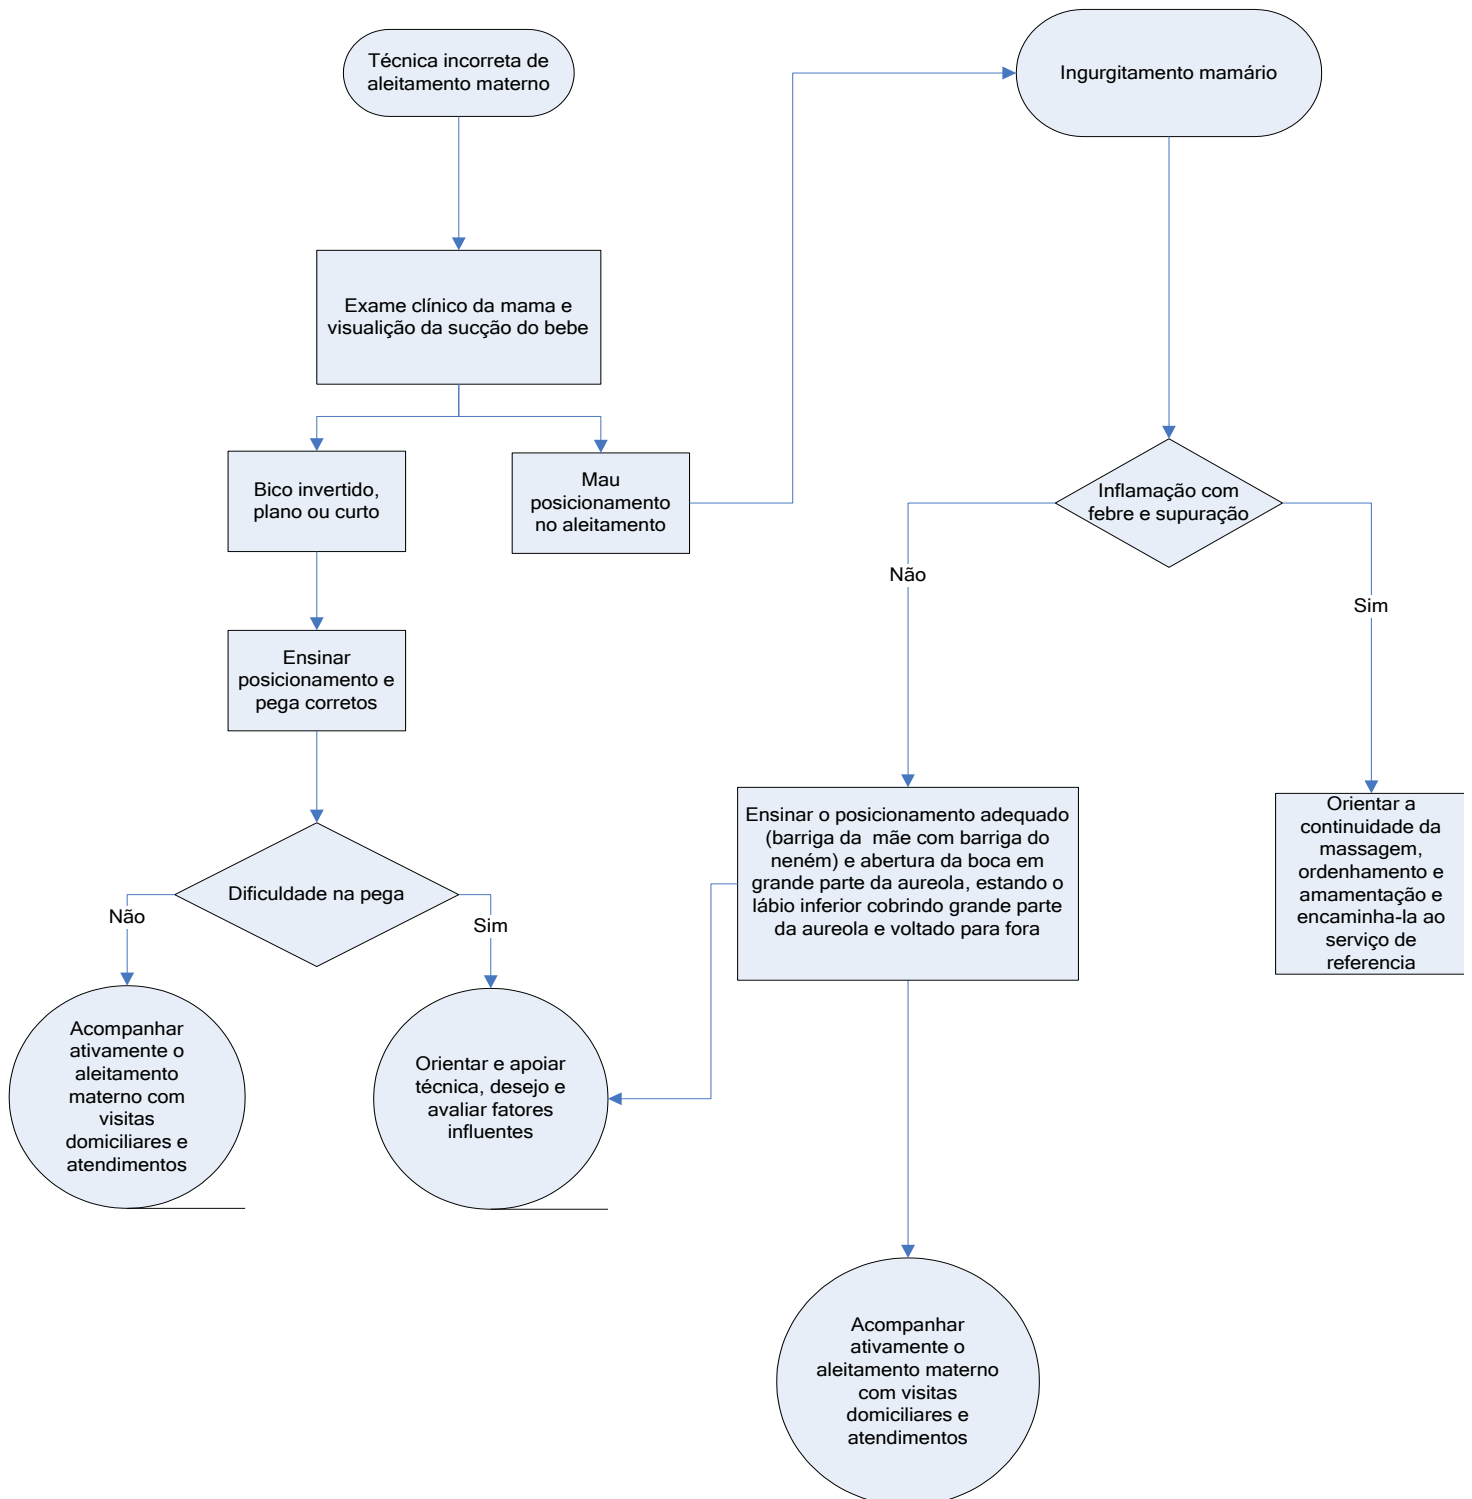 Técnica incorreta de
aleitamento materno
Ingurgitamento mamário
Exame clínico da mama e
visualição da sucção do bebe
Bico invertido,
plano ou curto
Mau
posicionamento
no aleitamento
Inflamação com
febre e supuração
Não
Sim
Ensinar
posicionamento e
pega corretos
Ensinar o posicionamento adequado
(barriga da mãe com barriga do
neném) e abertura da boca em
grande parte da aureola, estando o
lábio inferior cobrindo grande parte
da aureola e voltado para fora
Orientar a
continuidade da
massagem,
ordenhamento e
amamentação e
encaminha-la ao
serviço de
referencia
Dificuldade na pega
Não
Sim
Acompanhar
ativamente o
aleitamento
materno com
visitas
domiciliares e
atendimentos
Orientar e apoiar
técnica, desejo e
avaliar fatores
influentes
Acompanhar
ativamente o
aleitamento materno
com visitas
domiciliares e
atendimentos